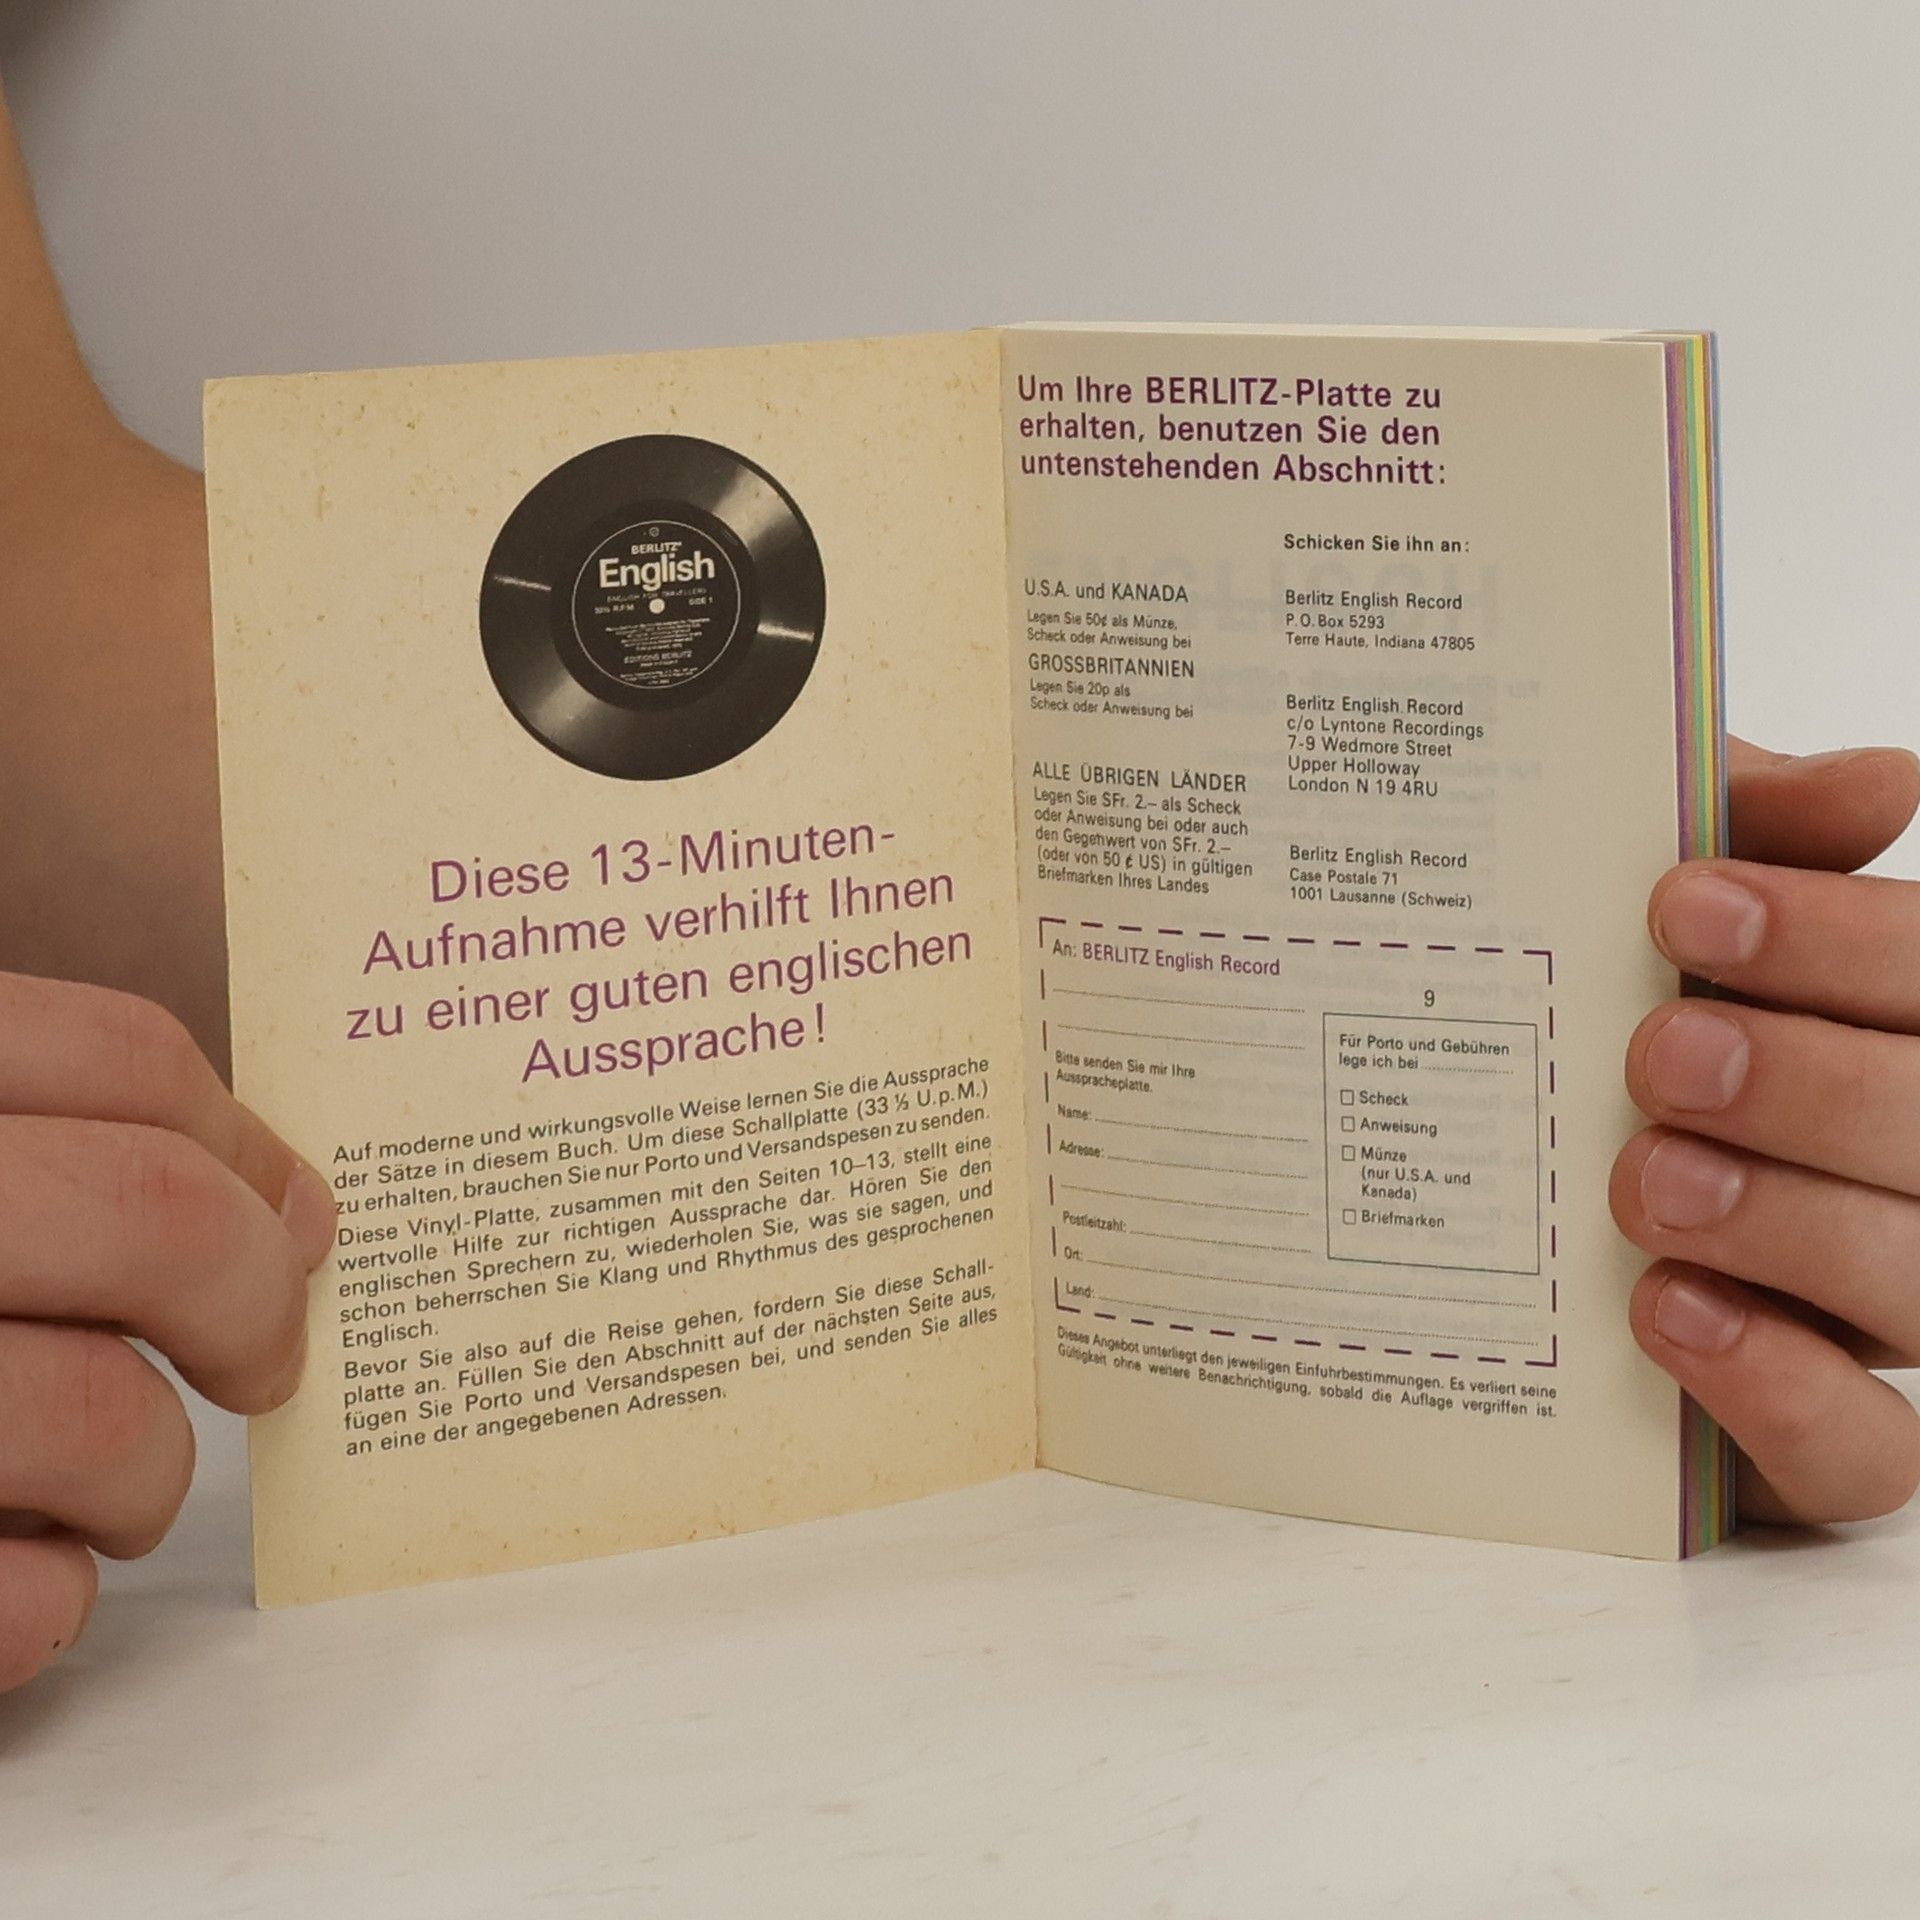 BERLITZ
English
ENGLISH FOR TRAVELLERS
33⅓ R.P.M. SIDE 1
EDITIONS BERLITZ
Diese 13-Minuten-
Aufnahme verhilft Ihnen
zu einer guten englischen
Aussprache!
Auf moderne und wirkungsvolle Weise lernen Sie die Aussprache
der Sätze in diesem Buch. Um diese Schallplatte (33 ⅓ U.p.M.)
zu erhalten, brauchen Sie nur Porto und Versandspesen zu senden.
Diese Vinyl-Platte, zusammen mit den Seiten 10–13, stellt eine
wertvolle Hilfe zur richtigen Aussprache dar. Hören Sie den
englischen Sprechern zu, wiederholen Sie, was sie sagen, und
schon beherrschen Sie Klang und Rhythmus des gesprochenen
Englisch.
Bevor Sie also auf die Reise gehen, fordern Sie diese Schall-
platte an. Füllen Sie den Abschnitt auf der nächsten Seite aus,
fügen Sie Porto und Versandspesen bei, und senden Sie alles
an eine der angegebenen Adressen.
Um Ihre BERLITZ-Platte zu
erhalten, benutzen Sie den
untenstehenden Abschnitt:
Schicken Sie ihn an:
U.S.A. und KANADA
Legen Sie 50¢ als Münze,
Scheck oder Anweisung bei
Berlitz English Record
P.O. Box 5293
Terre Haute, Indiana 47805
GROSSBRITANNIEN
Legen Sie 20p als
Scheck oder Anweisung bei
Berlitz English Record
c/o Lyntone Recordings
7-9 Wedmore Street
Upper Holloway
London N 19 4RU
ALLE ÜBRIGEN LÄNDER
Legen Sie SFr. 2.– als Scheck
oder Anweisung bei oder auch
den Gegenwert von SFr. 2.–
(oder von 50 ¢ US) in gültigen
Briefmarken Ihres Landes
Berlitz English Record
Case Postale 71
1001 Lausanne (Schweiz)
An: BERLITZ English Record
9
Bitte senden Sie mir Ihre
Ausspracheplatte.
Name:
Adresse:
Postleitzahl:
Ort:
Land:
Für Porto und Gebühren
lege ich bei
Scheck
Anweisung
Münze
(nur U.S.A. und
Kanada)
Briefmarken
Dieses Angebot unterliegt den jeweiligen Einfuhrbestimmungen. Es verliert seine
Gültigkeit ohne weitere Benachrichtigung, sobald die Auflage vergriffen ist.